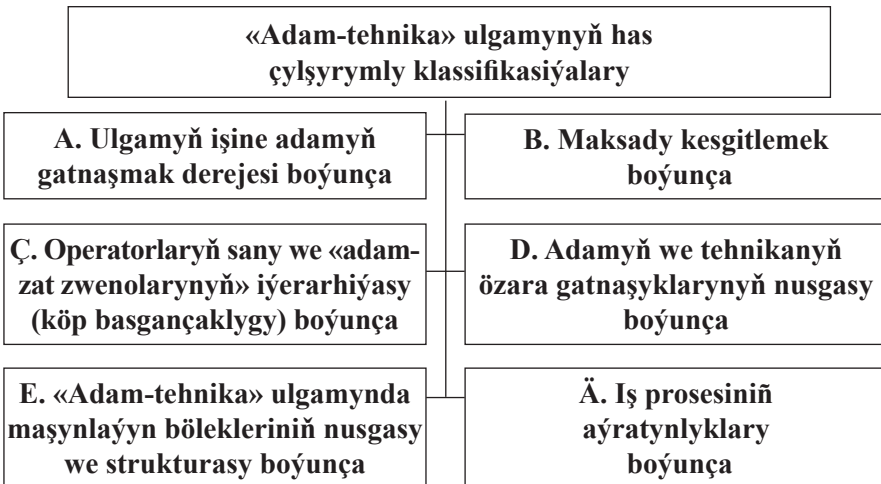 «Adam-tehnika» ulgamynyň has
çylşyrymly klassifikasiýalary
A. Ulgamyň işine adamyň
gatnaşmak derejesi boýunça
B. Maksady kesgitlemek
boýunça
Ç. Operatorlaryň sany we «adam-
zat zwenolarynyň» iýerarhiýasy
(köp basgançaklygy) boýunça
D. Adamyň we tehnikanyň
özara gatnaşyklarynyň nusgasy
boýunça
E. «Adam-tehnika» ulgamynda
maşynlaýyn bölekleriniň nusgasy
we strukturasy boýunça
Ä. Iş prosesiniñ
aýratynlyklary
boýunça